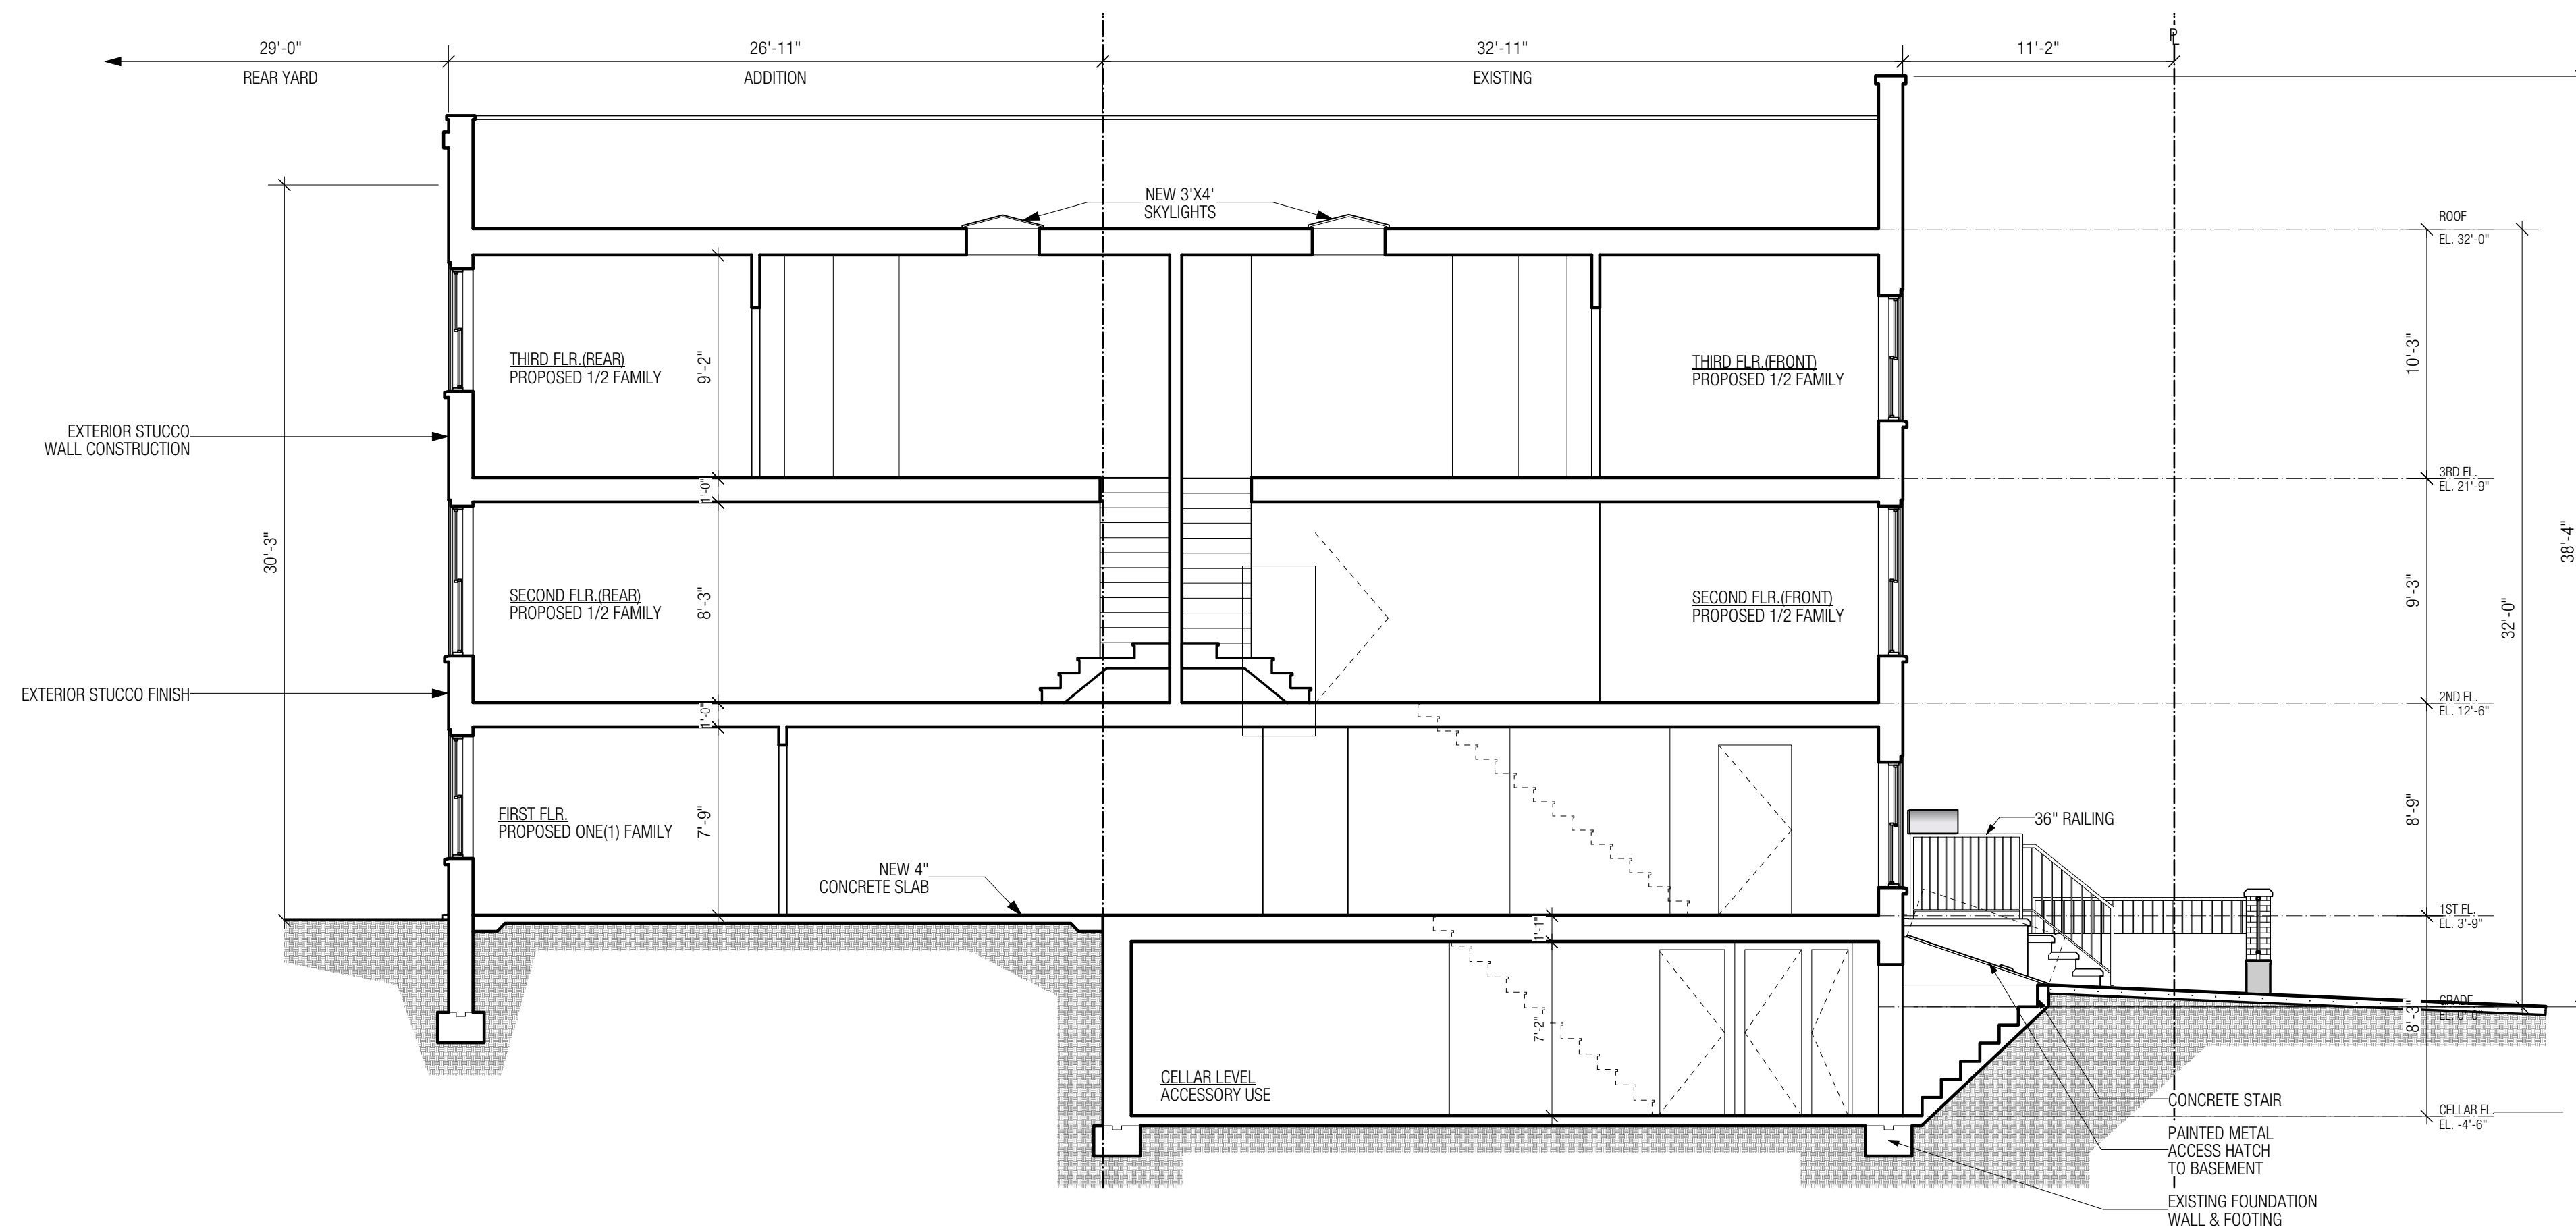 29'-0"
REAR YARD
26'-11"
ADDITION
32'-11"
EXISTING
11'-2"
PL
NEW 3'X4'
SKYLIGHTS
ROOF
EL. 32'-0"
THIRD FLR.(REAR)
PROPOSED 1/2 FAMILY
9'-2"
THIRD FLR.(FRONT)
PROPOSED 1/2 FAMILY
10'-3"
EXTERIOR STUCCO
WALL CONSTRUCTION
1'-0"
3RD FL.
EL. 21'-9"
30'-3"
38'-4"
SECOND FLR.(REAR)
PROPOSED 1/2 FAMILY
8'-3"
SECOND FLR.(FRONT)
PROPOSED 1/2 FAMILY
9'-3"
32'-0"
EXTERIOR STUCCO FINISH
1'-0"
2ND FL.
EL. 12'-6"
FIRST FLR.
PROPOSED ONE(1) FAMILY
7'-9"
36" RAILING
8'-9"
NEW 4"
CONCRETE SLAB
1'-1"
1ST FL.
EL. 3'-9"
7'-2"
8'-3"
GRADE
EL. 0'-0"
CELLAR LEVEL
ACCESSORY USE
CONCRETE STAIR
CELLAR FL.
EL. -4'-6"
PAINTED METAL
ACCESS HATCH
TO BASEMENT
EXISTING FOUNDATION
WALL & FOOTING